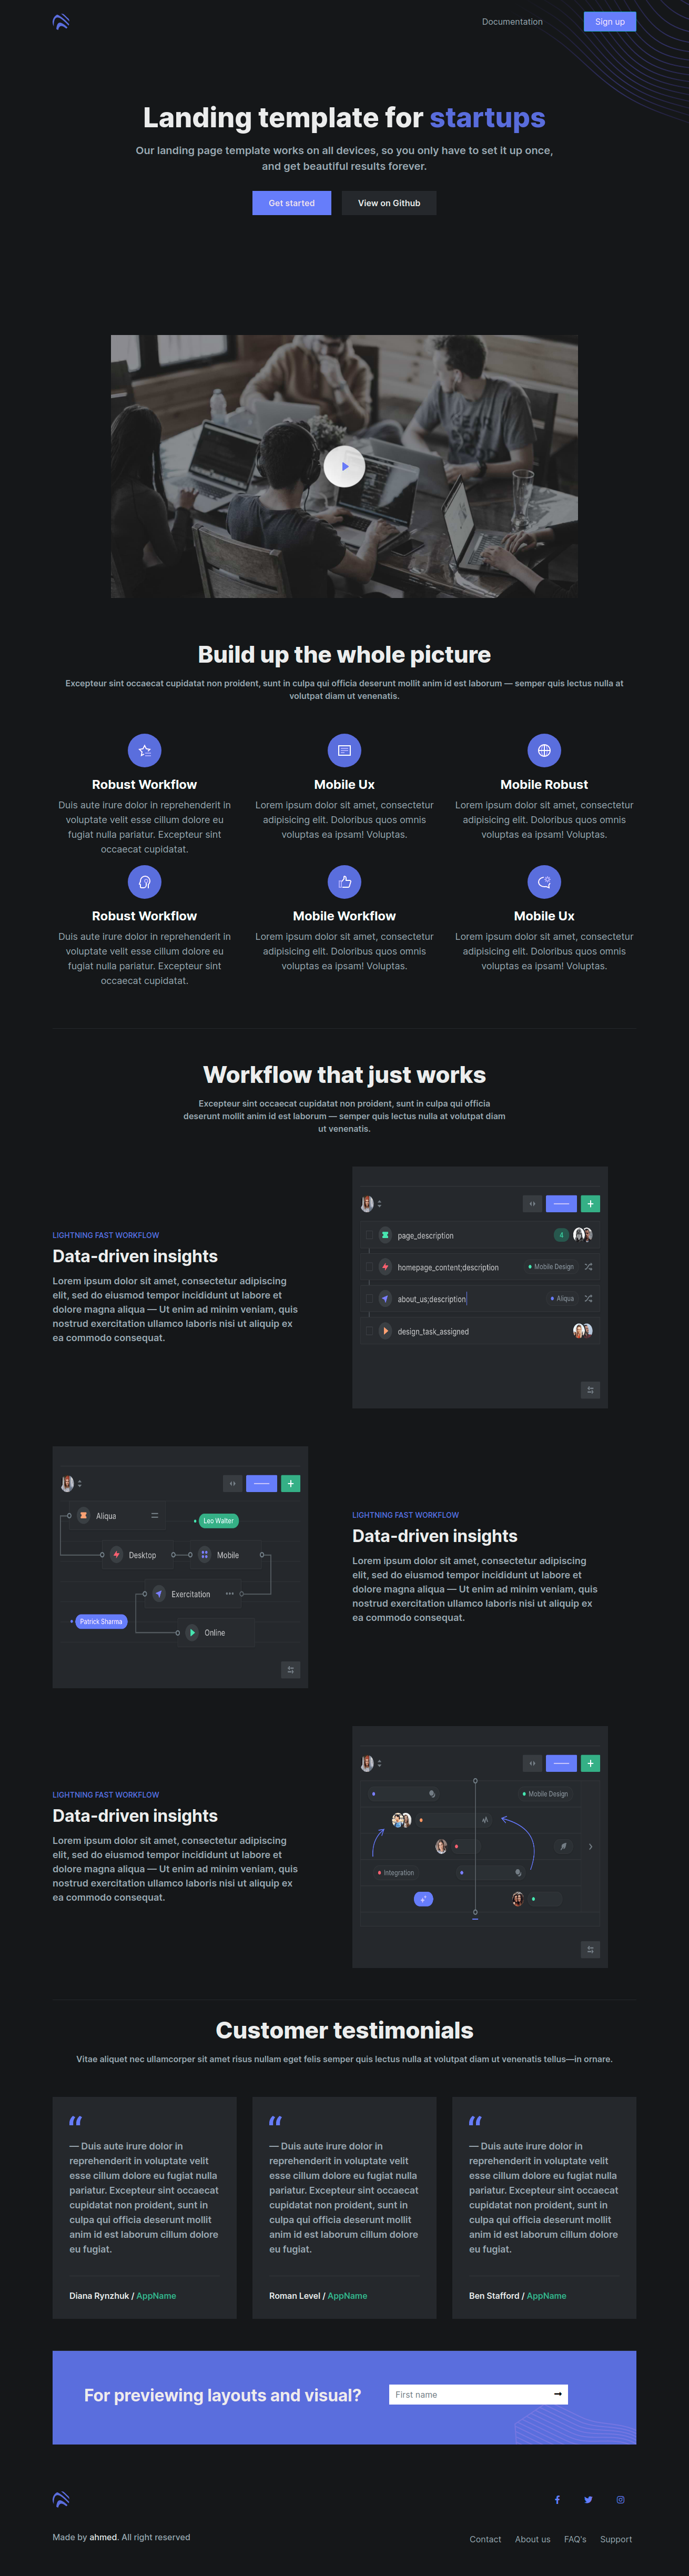 Documentation
Sign up
Landing template for startups
Our landing page template works on all devices, so you only have to set it up once,
and get beautiful results forever.
Get started
View on Github
Build up the whole picture
Excepteur sint occaecat cupidatat non proident, sunt in culpa qui officia deserunt mollit anim id est laborum — semper quis lectus nulla at
volutpat diam ut venenatis.
Robust Workflow
Duis aute irure dolor in reprehenderit in
voluptate velit esse cillum dolore eu
fugiat nulla pariatur. Excepteur sint
occaecat cupidatat.
Mobile Ux
Lorem ipsum dolor sit amet, consectetur
adipisicing elit. Doloribus quos omnis
voluptas ea ipsam! Voluptas.
Mobile Robust
Lorem ipsum dolor sit amet, consectetur
adipisicing elit. Doloribus quos omnis
voluptas ea ipsam! Voluptas.
Robust Workflow
Duis aute irure dolor in reprehenderit in
voluptate velit esse cillum dolore eu
fugiat nulla pariatur. Excepteur sint
occaecat cupidatat.
Mobile Workflow
Lorem ipsum dolor sit amet, consectetur
adipisicing elit. Doloribus quos omnis
voluptas ea ipsam! Voluptas.
Mobile Ux
Lorem ipsum dolor sit amet, consectetur
adipisicing elit. Doloribus quos omnis
voluptas ea ipsam! Voluptas.
Workflow that just works
Excepteur sint occaecat cupidatat non proident, sunt in culpa qui officia
deserunt mollit anim id est laborum — semper quis lectus nulla at volutpat diam
ut venenatis.
LIGHTNING FAST WORKFLOW
Data-driven insights
Lorem ipsum dolor sit amet, consectetur adipiscing
elit, sed do eiusmod tempor incididunt ut labore et
dolore magna aliqua — Ut enim ad minim veniam, quis
nostrud exercitation ullamco laboris nisi ut aliquip ex
ea commodo consequat.
page_description
4
homepage_content;description
Mobile Design
about_us;description
Aliqua
design_task_assigned
Aliqua
Leo Walter
Desktop
Mobile
Exercitation
Patrick Sharma
Online
LIGHTNING FAST WORKFLOW
Data-driven insights
Lorem ipsum dolor sit amet, consectetur adipiscing
elit, sed do eiusmod tempor incididunt ut labore et
dolore magna aliqua — Ut enim ad minim veniam, quis
nostrud exercitation ullamco laboris nisi ut aliquip ex
ea commodo consequat.
LIGHTNING FAST WORKFLOW
Data-driven insights
Lorem ipsum dolor sit amet, consectetur adipiscing
elit, sed do eiusmod tempor incididunt ut labore et
dolore magna aliqua — Ut enim ad minim veniam, quis
nostrud exercitation ullamco laboris nisi ut aliquip ex
ea commodo consequat.
Mobile Design
Integration
Customer testimonials
Vitae aliquet nec ullamcorper sit amet risus nullam eget felis semper quis lectus nulla at volutpat diam ut venenatis tellus—in ornare.
— Duis aute irure dolor in
reprehenderit in voluptate velit
esse cillum dolore eu fugiat nulla
pariatur. Excepteur sint occaecat
cupidatat non proident, sunt in
culpa qui officia deserunt mollit
anim id est laborum cillum dolore
eu fugiat.
Diana Rynzhuk / AppName
— Duis aute irure dolor in
reprehenderit in voluptate velit
esse cillum dolore eu fugiat nulla
pariatur. Excepteur sint occaecat
cupidatat non proident, sunt in
culpa qui officia deserunt mollit
anim id est laborum cillum dolore
eu fugiat.
Roman Level / AppName
— Duis aute irure dolor in
reprehenderit in voluptate velit
esse cillum dolore eu fugiat nulla
pariatur. Excepteur sint occaecat
cupidatat non proident, sunt in
culpa qui officia deserunt mollit
anim id est laborum cillum dolore
eu fugiat.
Ben Stafford / AppName
For previewing layouts and visual?
First name
Made by ahmed. All right reserved
Contact
About us
FAQ's
Support